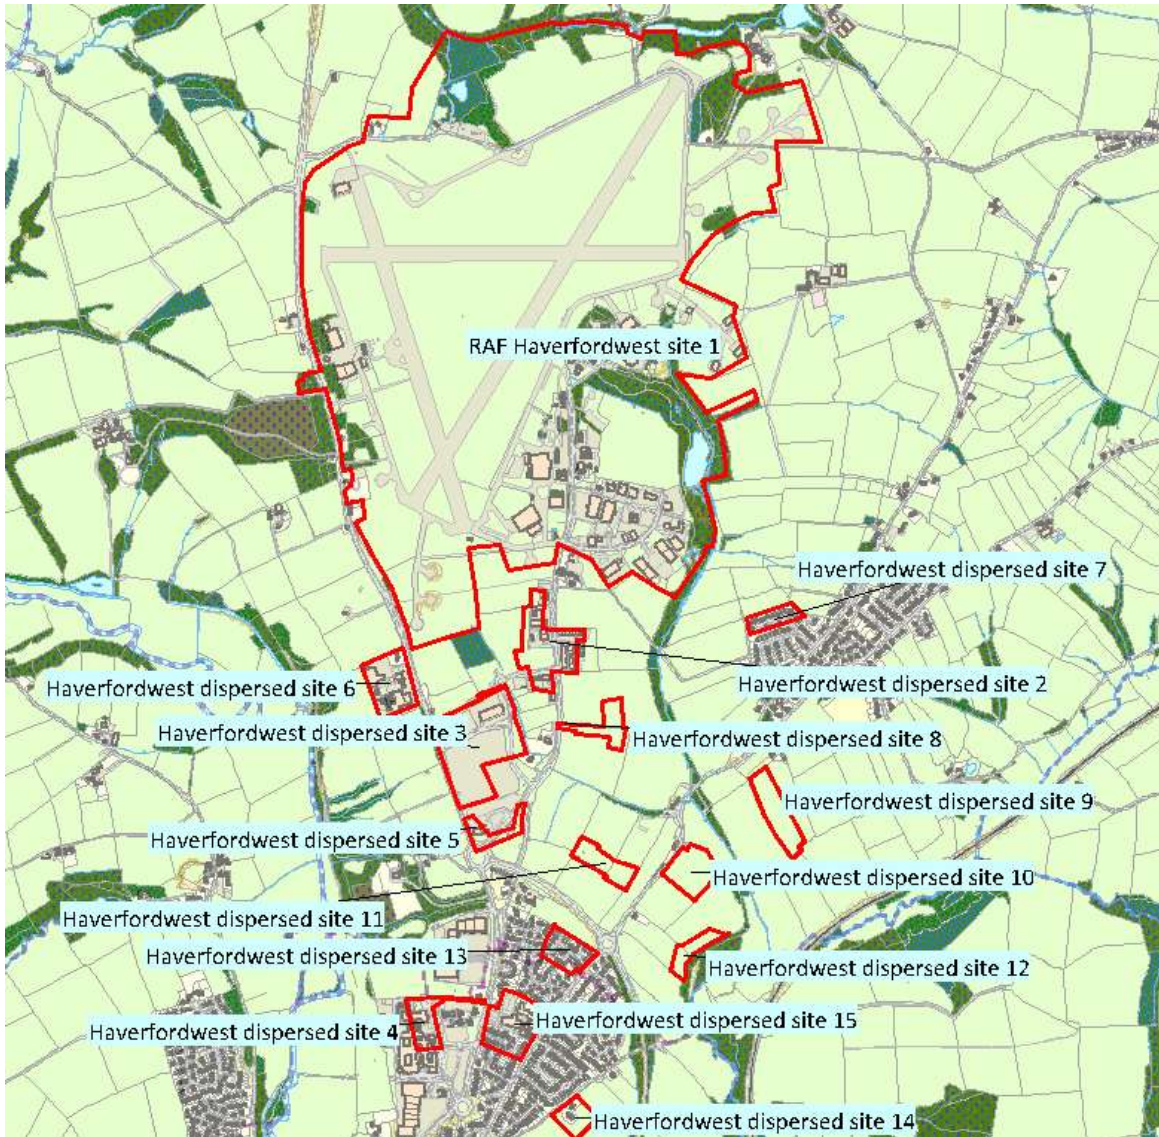 RAF Haverfordwest site 1
Haverfordwest dispersed site 7
Haverfordwest dispersed site 6
Haverfordwest dispersed site 2
Haverfordwest dispersed site 3
Haverfordwest dispersed site 8
Haverfordwest dispersed site 9
Haverfordwest dispersed site 5
Haverfordwest dispersed site 10
Haverfordwest dispersed site 11
Haverfordwest dispersed site 13
Haverfordwest dispersed site 12
Haverfordwest dispersed site 4
Haverfordwest dispersed site 15
Haverfordwest dispersed site 14